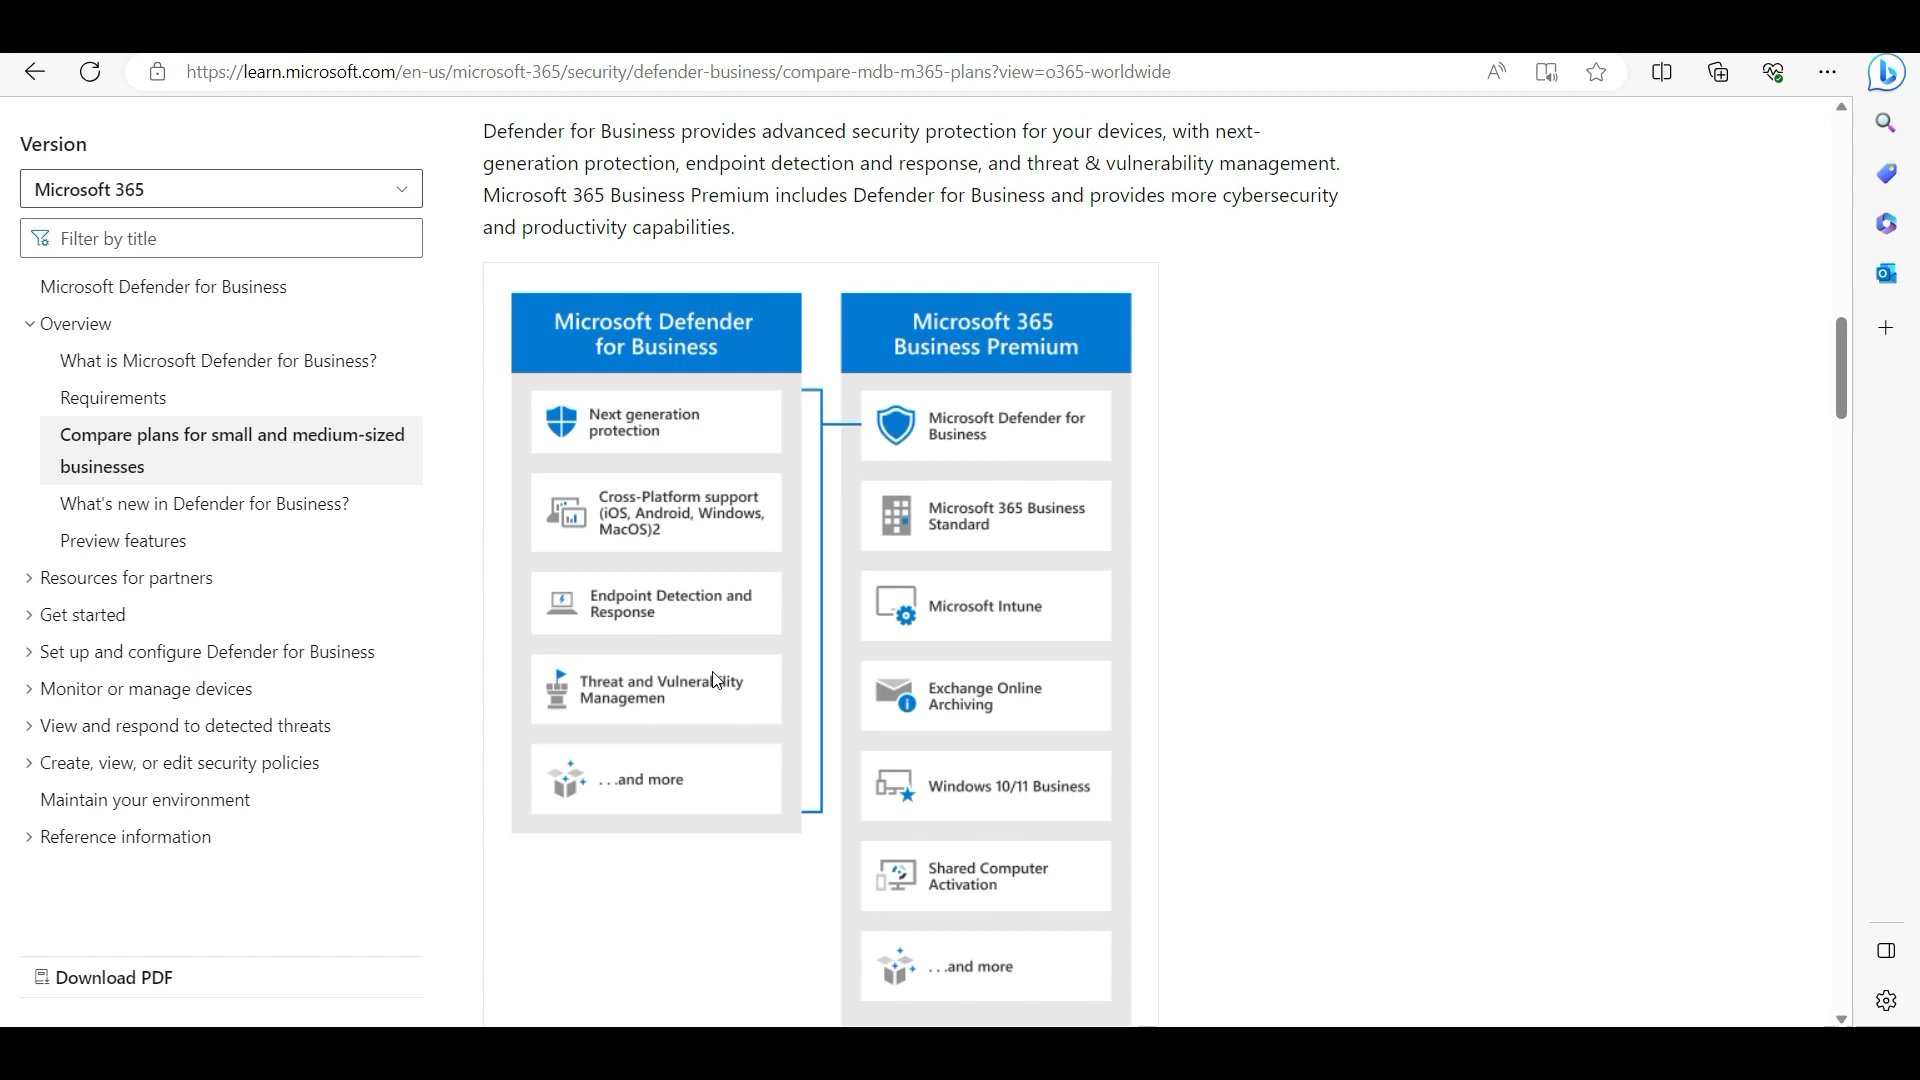 https://learn.microsoft.com/en-us/microsoft-365/security/defender-business/compare-mdb-m365-plans?view=o365-worldwide
Version
Microsoft 365
Filter by title
Microsoft Defender for Business
Overview
What is Microsoft Defender for Business?
Requirements
Compare plans for small and medium-sized
businesses
What's new in Defender for Business?
Preview features
Resources for partners
Get started
Set up and configure Defender for Business
Monitor or manage devices
View and respond to detected threats
Create, view, or edit security policies
Maintain your environment
Reference information
Download PDF
Defender for Business provides advanced security protection for your devices, with next-
generation protection, endpoint detection and response, and threat & vulnerability management.
Microsoft 365 Business Premium includes Defender for Business and provides more cybersecurity
and productivity capabilities.
Microsoft Defender
for Business
Next generation
protection
Cross-Platform support
(iOS, Android, Windows,
MacOS)2
Endpoint Detection and
Response
Threat and Vulnerability
Managemen
. . .and more
Microsoft 365
Business Premium
Microsoft Defender for
Business
Microsoft 365 Business
Standard
Microsoft Intune
Exchange Online
Archiving
Windows 10/11 Business
Shared Computer
Activation
. . .and more